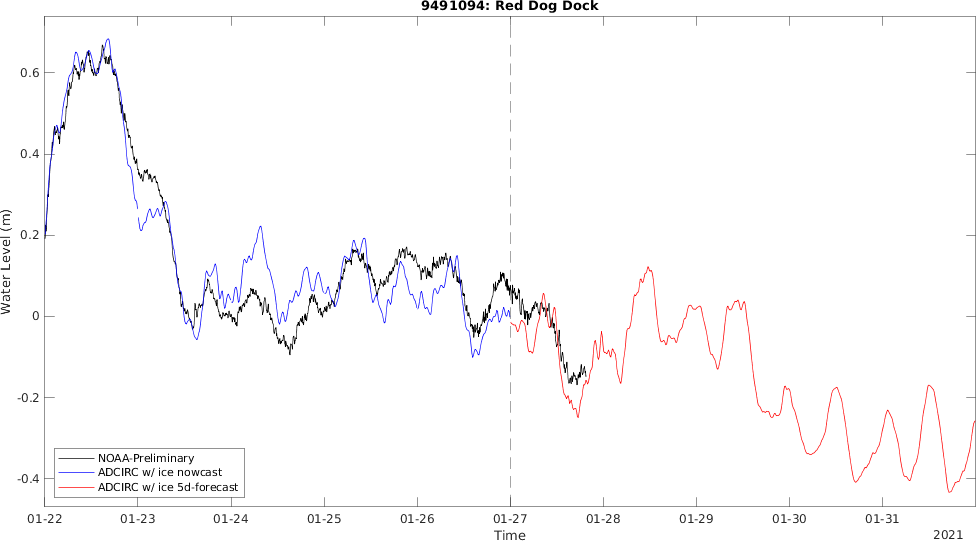 9491094: Red Dog Dock
Water Level (m)
0.6
0.4
0.2
0
-0.2
-0.4
NOAA-Preliminary
ADCIRC w/ ice nowcast
ADCIRC w/ ice 5d-forecast
01-22 01-23 01-24 01-25 01-26 01-27 01-28 01-29 01-30 01-31
Time
2021